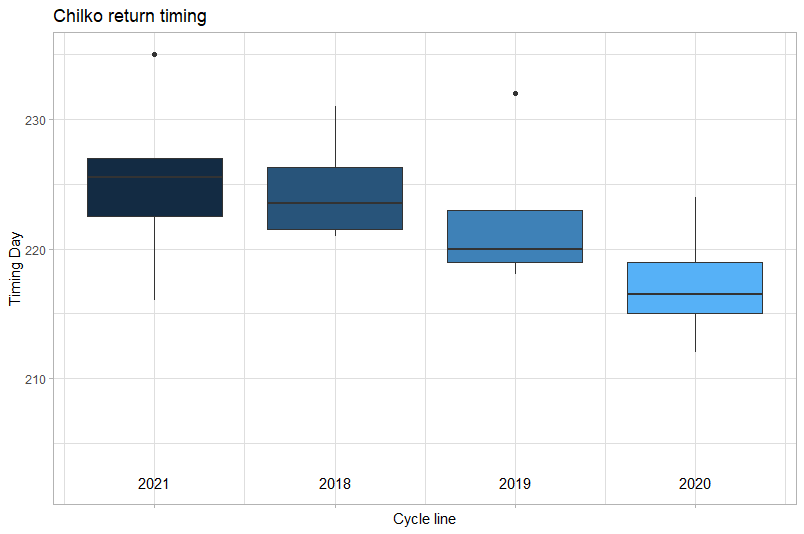 Chilko return timing
230
220
210
Timing Day
2021 2018 2019 2020
Cycle line